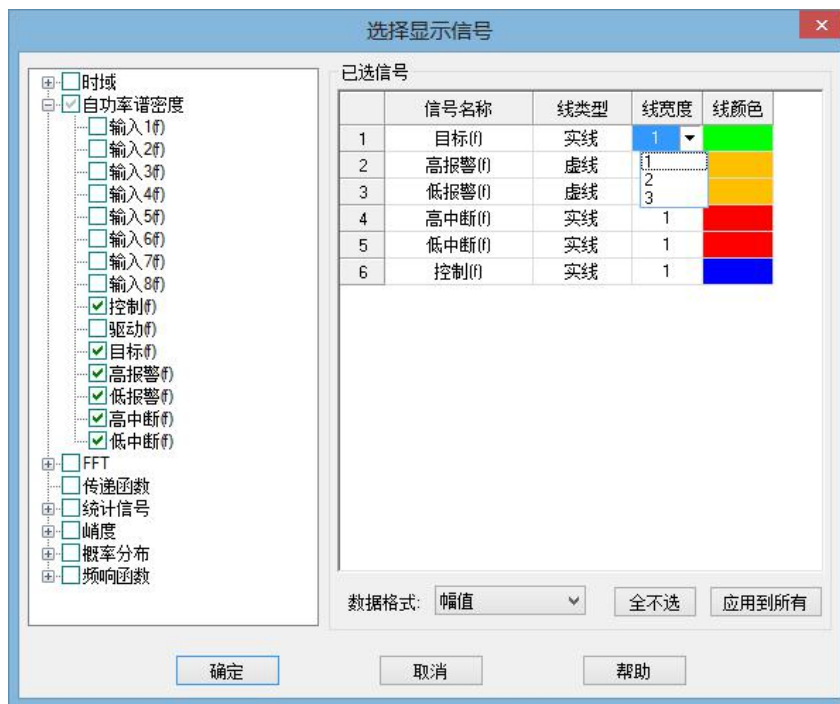 选择显示信号
时域
自功率谱密度
输入1(f)
输入2(f)
输入3(f)
输入4(f)
输入5(f)
输入6(f)
输入7(f)
输入8(f)
控制(f)
驱动(f)
目标(f)
高报警(f)
低报警(f)
高中断(f)
低中断(f)
FFT
传递函数
统计信号
峭度
概率分布
频响函数
已选信号
信号名称 线类型 线宽度 线颜色
1 目标(f) 实线 1
2 高报警(f) 虚线 1
3 低报警(f) 虚线 2
3
4 高中断(f) 实线 1
5 低中断(f) 实线 1
6 控制(f) 实线 1
数据格式: 幅值 全不选 应用到所有
确定 取消 帮助